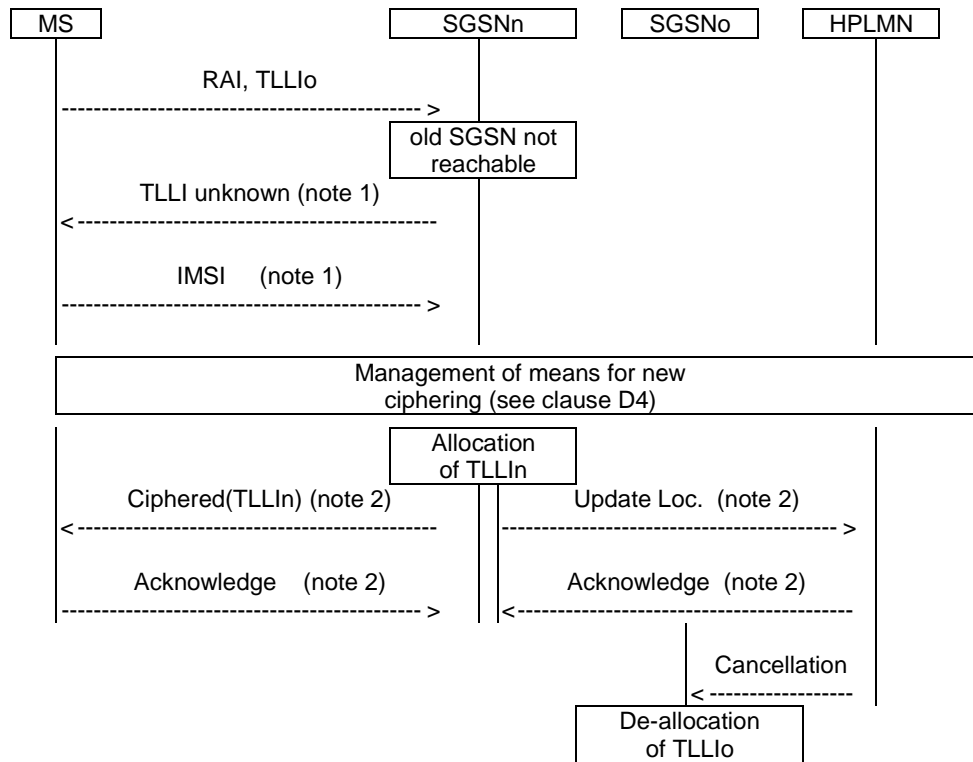 MS SGSNn SGSNo HPLMN
RAI, TLLIo
old SGSN not
reachable
TLLI unknown (note 1)
IMSI (note 1)
Management of means for new
ciphering (see clause D4)
Allocation
of TLLIn
Ciphered(TLLIn) (note 2) Update Loc. (note 2)
Acknowledge (note 2) Acknowledge (note 2)
Cancellation
De-allocation
of TLLIo